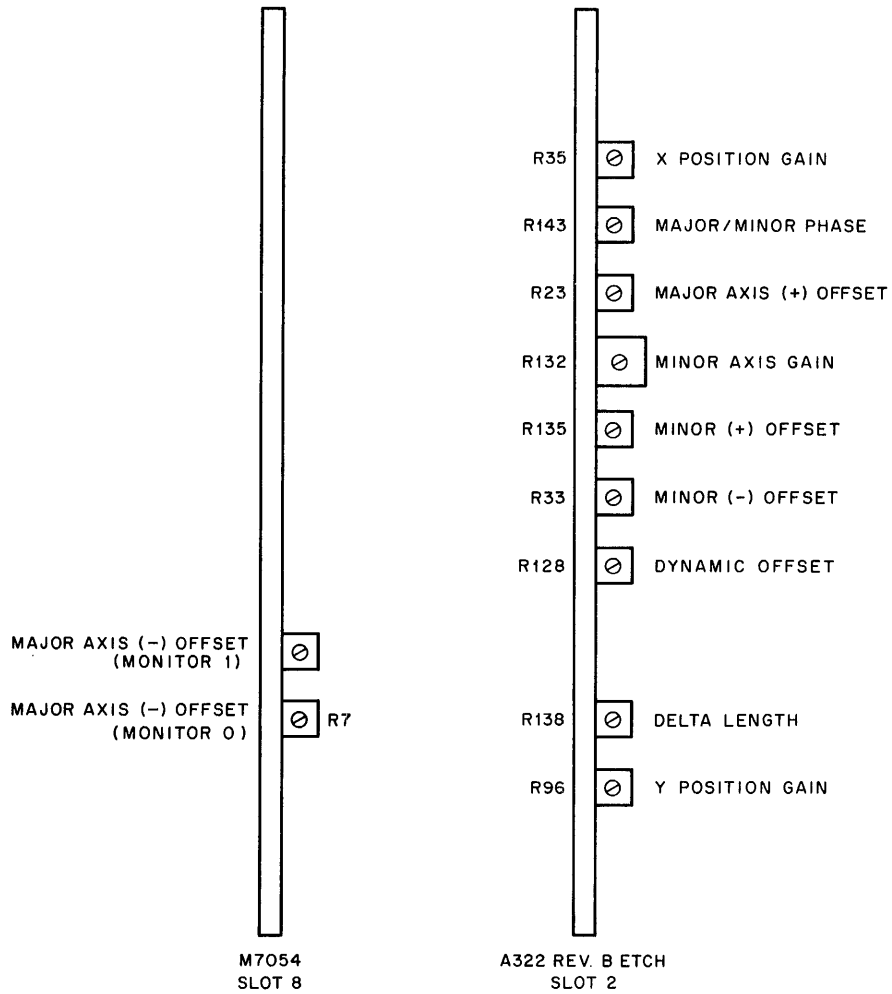 R35 X POSITION GAIN
R143 MAJOR/MINOR PHASE
R23 MAJOR AXIS (+) OFFSET
R132 MINOR AXIS GAIN
R135 MINOR (+) OFFSET
R33 MINOR (-) OFFSET
R128 DYNAMIC OFFSET
MAJOR AXIS (-) OFFSET
(MONITOR 1)
MAJOR AXIS (-) OFFSET
(MONITOR 0)
R7
R138 DELTA LENGTH
R96 Y POSITION GAIN
M7054
SLOT 8
A322 REV. B ETCH
SLOT 2